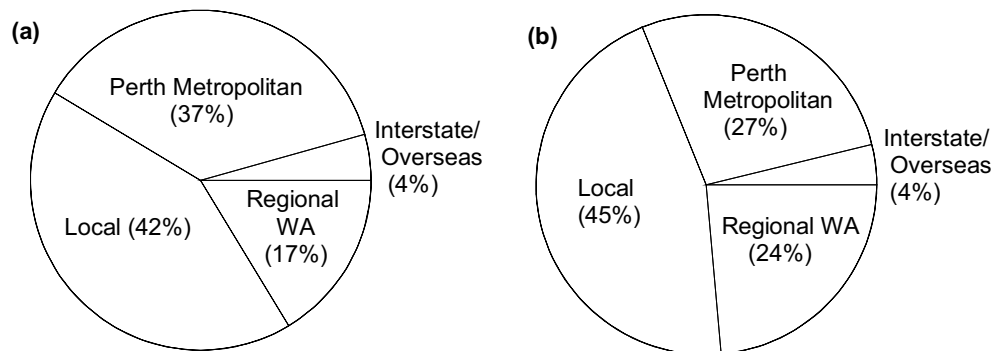 (a)
Perth Metropolitan
(37%)
Interstate/
Overseas
(4%)
Regional
WA
(17%)
Local (42%)
(b)
Perth
Metropolitan
(27%)
Interstate/
Overseas
(4%)
Local
(45%)
Regional WA
(24%)